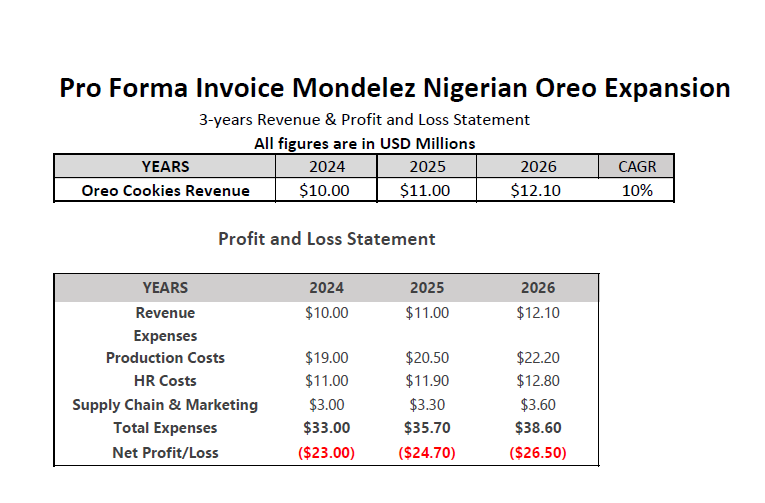 Pro Forma Invoice Mondelez Nigerian Oreo Expansion
3-years Revenue & Profit and Loss Statement
All figures are in USD Millions
YEARS 2024 2025 2026 CAGR
Oreo Cookies Revenue $10.00 $11.00 $12.10 10%
Profit and Loss Statement
YEARS 2024 2025 2026
Revenue $10.00 $11.00 $12.10
Expenses
Production Costs $19.00 $20.50 $22.20
HR Costs $11.00 $11.90 $12.80
Supply Chain & Marketing $3.00 $3.30 $3.60
Total Expenses $33.00 $35.70 $38.60
Net Profit/Loss ($23.00) ($24.70) ($26.50)